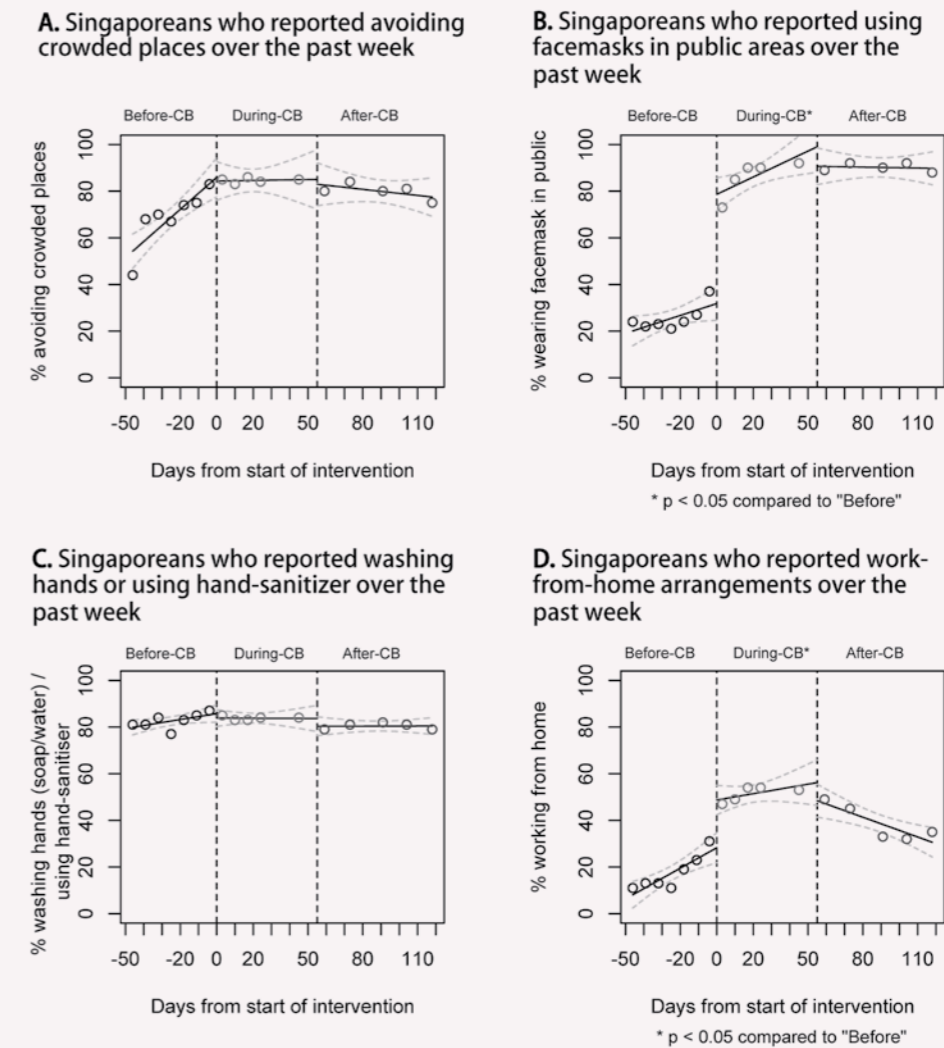 A. Singaporeans who reported avoiding
crowded places over the past week
Before-CB During-CB After-CB
% avoiding crowded places
100
80
60
40
20
0
-50 -20 0 20 50 80 110
Days from start of intervention
B. Singaporeans who reported using
facemasks in public areas over the
past week
Before-CB During-CB* After-CB
% wearing facemask in public
100
80
60
40
20
0
-50 -20 0 20 50 80 110
Days from start of intervention
* p < 0.05 compared to "Before"
C. Singaporeans who reported washing
hands or using hand-sanitizer over the
past week
Before-CB During-CB After-CB
% washing hands (soap/water) /
using hand-sanitiser
100
80
60
40
20
0
-50 -20 0 20 50 80 110
Days from start of intervention
D. Singaporeans who reported work-
from-home arrangements over the
past week
Before-CB During-CB* After-CB
% working from home
100
80
60
40
20
0
-50 -20 0 20 50 80 110
Days from start of intervention
* p < 0.05 compared to "Before"